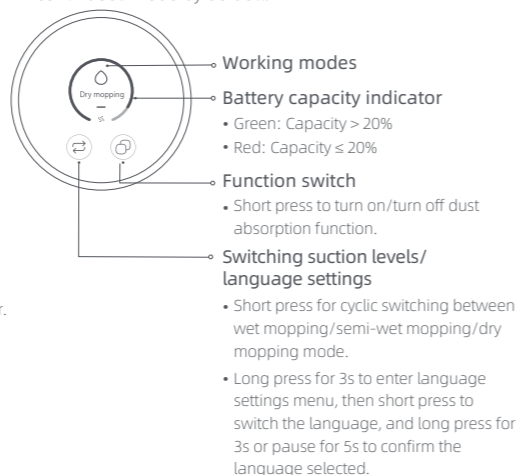 Working modes
Dry mopping
Battery capacity indicator
• Green: Capacity > 20%
• Red: Capacity ≤ 20%
Function switch
• Short press to turn on/turn off dust
absorption function.
Switching suction levels/
language settings
r.
• Short press for cyclic switching between
wet mopping/semi-wet mopping/dry
mopping mode.
• Long press for 3s to enter language
settings menu, then short press to
switch the language, and long press for
3s or pause for 5s to confirm the
language selected.